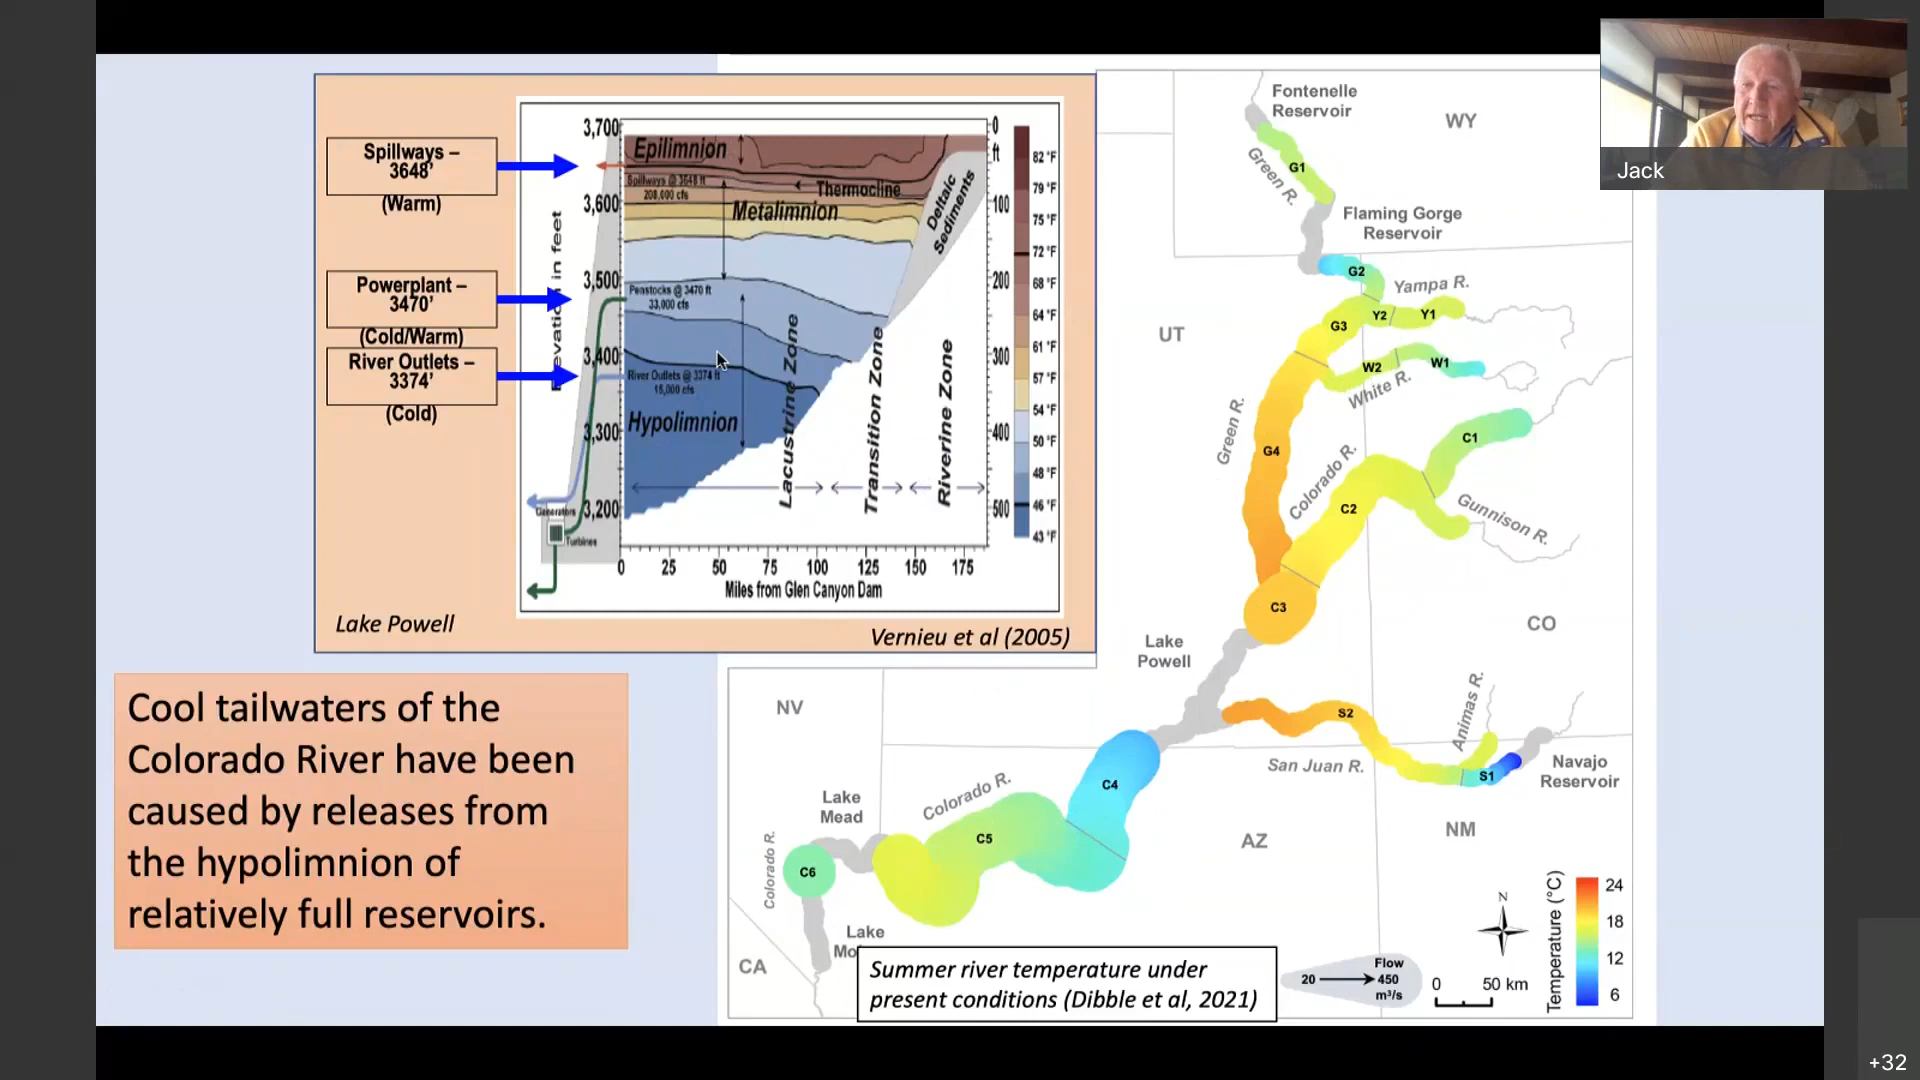 Spillways –
3648'
(Warm)
Powerplant –
3470'
(Cold/Warm)
River Outlets –
3374'
(Cold)
3,700
3,600
3,500
3,400
3,300
3,200
Epilimnion
Spillways @ 3648 ft
208,000 cfs
Thermocline
Metalimnion
Penstocks @ 3470 ft
33,000 cfs
River Outlets @ 3374 ft
15,000 cfs
Hypolimnion
Lacustrine Zone
Transition Zone
Riverine Zone
Deltaic
Sediments
Generators
Turbines
0
ft
100
200
300
400
500
82 °F
79 °F
75 °F
72 °F
68 °F
64 °F
61 °F
57 °F
54 °F
50 °F
48 °F
46 °F
43 °F
0 25 50 75 100 125 150 175
Miles from Glen Canyon Dam
Lake Powell
Vernieu et al (2005)
Cool tailwaters of the
Colorado River have been
caused by releases from
the hypolimnion of
relatively full reservoirs.
Fontenelle
Reservoir
WY
G1
Green R.
Flaming Gorge
Reservoir
G2
Yampa R.
UT
G3
Y2
Y1
W2
W1
White R.
Green R.
G4
C1
Colorado R.
C2
Gunnison R.
C3
CO
Lake
Powell
NV
S2
Animas R.
San Juan R.
S1
Navajo
Reservoir
C4
Lake
Mead
Colorado R.
C5
AZ
NM
Colorado R.
C6
Lake
CA
Summer river temperature under
present conditions (Dibble et al, 2021)
Flow
20
450
m³/s
N
0 50 km
Temperature (°C)
24
18
12
6
Jack
+32